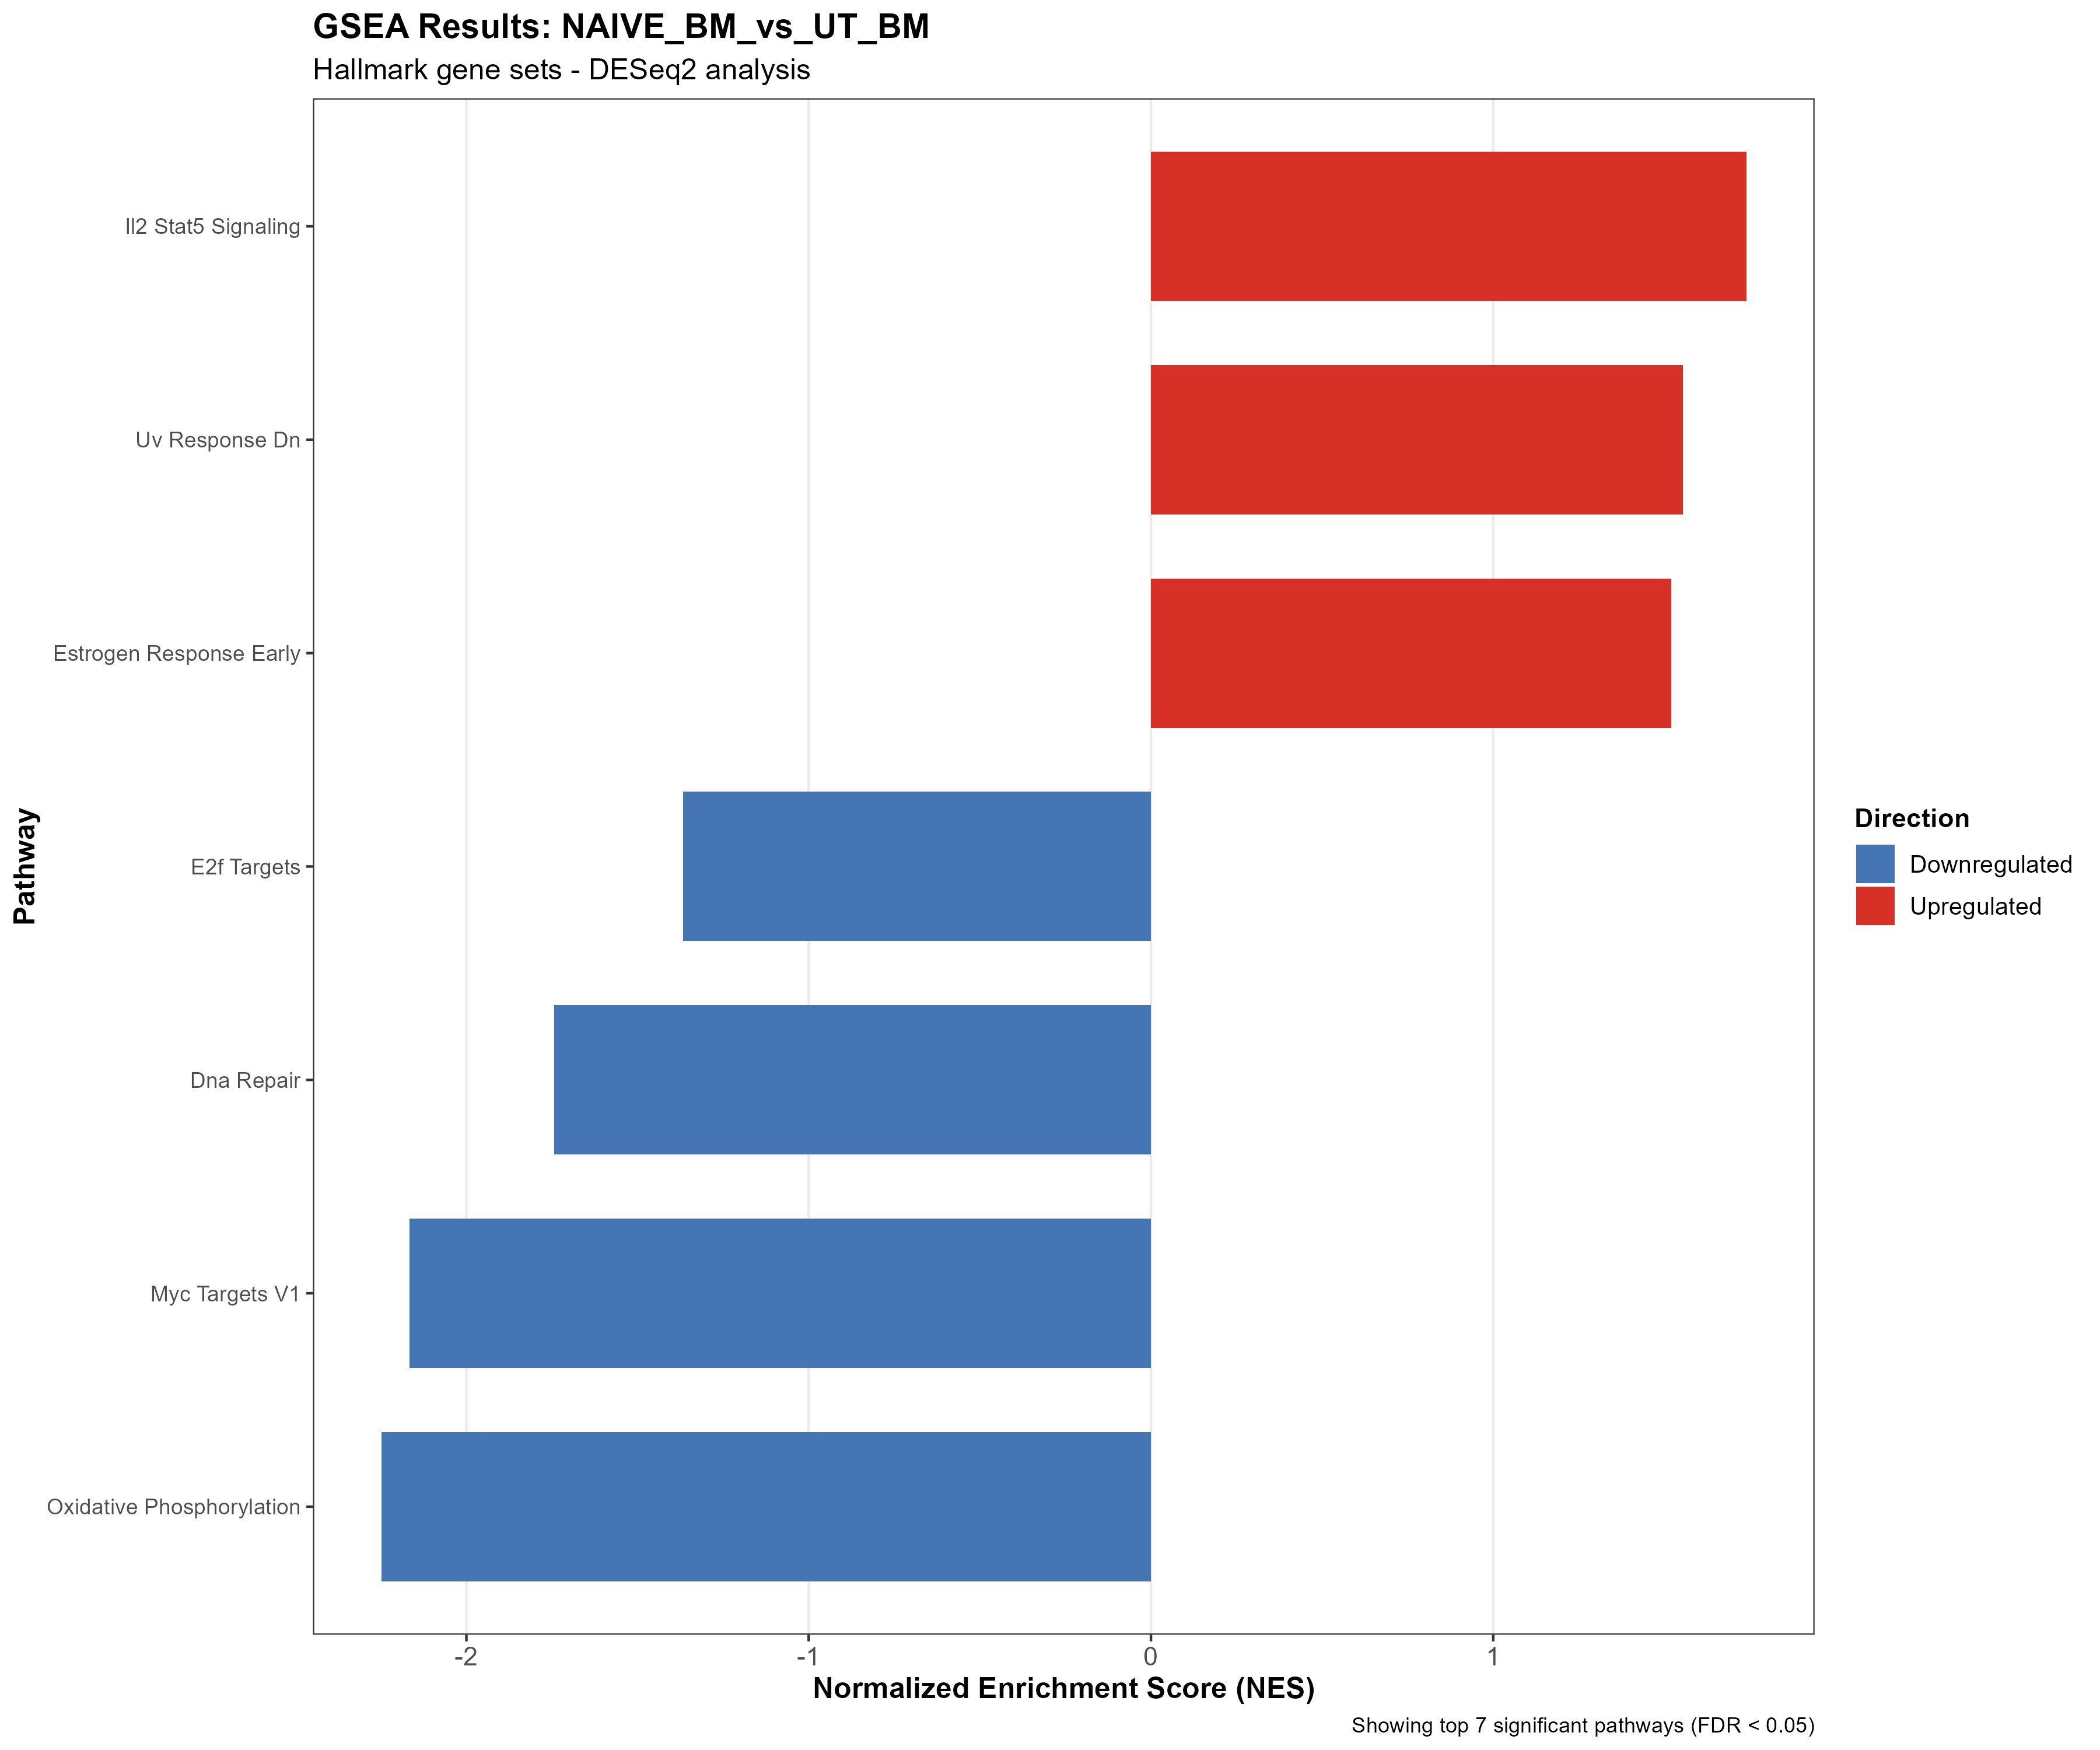 GSEA Results: NAIVE_BM_vs_UT_BM
Hallmark gene sets - DESeq2 analysis
Il2 Stat5 Signaling
Uv Response Dn
Estrogen Response Early
E2f Targets
Dna Repair
Myc Targets V1
Oxidative Phosphorylation
Pathway
-2
-1
0
1
Normalized Enrichment Score (NES)
Direction
Downregulated
Upregulated
Showing top 7 significant pathways (FDR < 0.05)